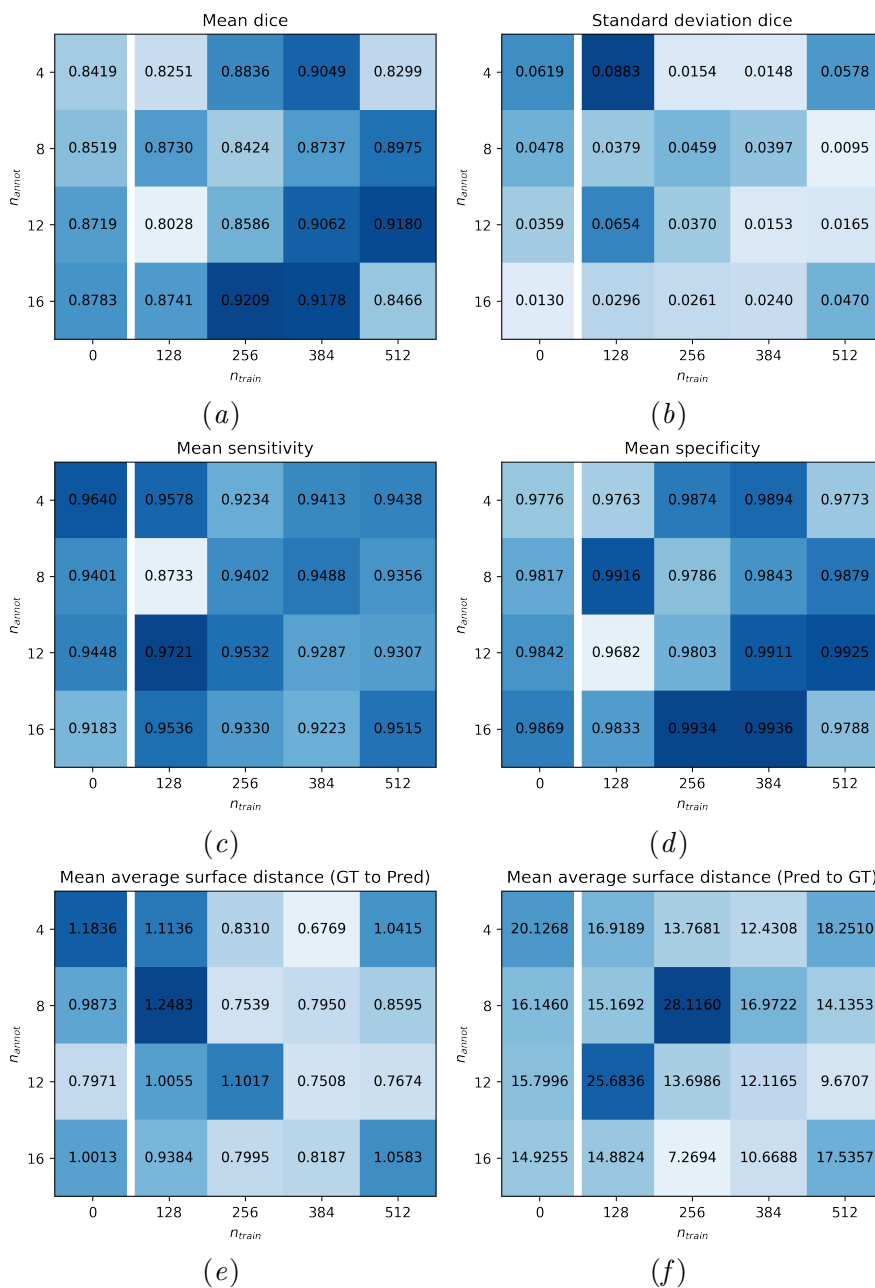 Mean dice
4 0.8419 0.8251 0.8836 0.9049 0.8299
8 0.8519 0.8730 0.8424 0.8737 0.8975
n_annot
12 0.8719 0.8028 0.8586 0.9062 0.9180
16 0.8783 0.8741 0.9209 0.9178 0.8466
0 128 256 384 512
n_train
(a)
Standard deviation dice
4 0.0619 0.0883 0.0154 0.0148 0.0578
8 0.0478 0.0379 0.0459 0.0397 0.0095
n_annot
12 0.0359 0.0654 0.0370 0.0153 0.0165
16 0.0130 0.0296 0.0261 0.0240 0.0470
0 128 256 384 512
n_train
(b)
Mean sensitivity
4 0.9640 0.9578 0.9234 0.9413 0.9438
8 0.9401 0.8733 0.9402 0.9488 0.9356
n_annot
12 0.9448 0.9721 0.9532 0.9287 0.9307
16 0.9183 0.9536 0.9330 0.9223 0.9515
0 128 256 384 512
n_train
(c)
Mean specificity
4 0.9776 0.9763 0.9874 0.9894 0.9773
8 0.9817 0.9916 0.9786 0.9843 0.9879
n_annot
12 0.9842 0.9682 0.9803 0.9911 0.9925
16 0.9869 0.9833 0.9934 0.9936 0.9788
0 128 256 384 512
n_train
(d)
Mean average surface distance (GT to Pred)
4 1.1836 1.1136 0.8310 0.6769 1.0415
8 0.9873 1.2483 0.7539 0.7950 0.8595
n_annot
12 0.7971 1.0055 1.1017 0.7508 0.7674
16 1.0013 0.9384 0.7995 0.8187 1.0583
0 128 256 384 512
n_train
(e)
Mean average surface distance (Pred to GT)
4 20.1268 16.9189 13.7681 12.4308 18.2510
8 16.1460 15.1692 28.1160 16.9722 14.1353
n_annot
12 15.7996 25.6836 13.6986 12.1165 9.6707
16 14.9255 14.8824 7.2694 10.6688 17.5357
0 128 256 384 512
n_train
(f)